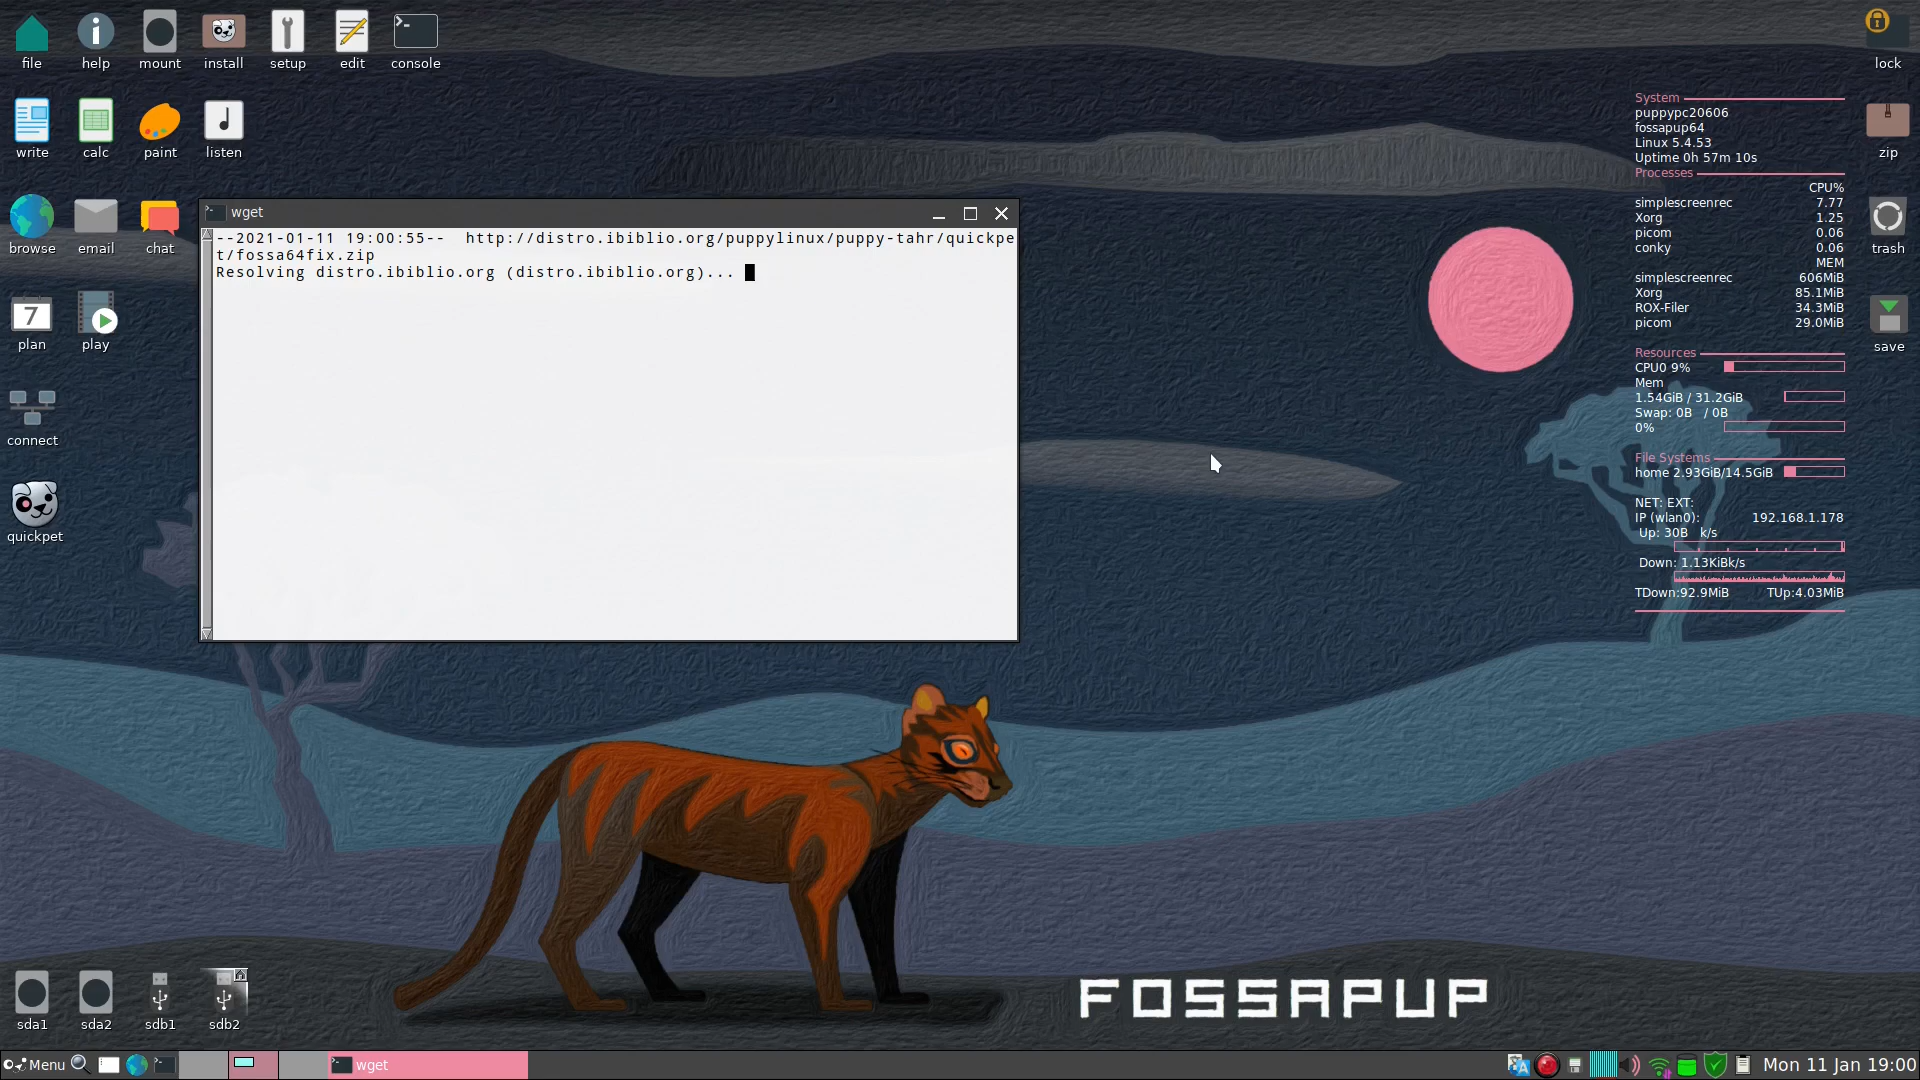 file
help
mount
install
setup
edit
console
lock
write
calc
paint
listen
zip
browse
email
chat
trash
plan
play
save
connect
quickpet
7
wget
--2021-01-11 19:00:55--  http://distro.ibiblio.org/puppylinux/puppy-tahr/quickpe
t/fossa64fix.zip
Resolving distro.ibiblio.org (distro.ibiblio.org)...
System
puppypc20606
fossapup64
Linux 5.4.53
Uptime 0h 57m 10s
Processes
CPU%
simplescreenrec 7.77
Xorg 1.25
picom 0.06
conky 0.06
MEM
simplescreenrec 606MiB
Xorg 85.1MiB
ROX-Filer 34.3MiB
picom 29.0MiB
Resources
CPU0 9%
Mem
1.54GiB / 31.2GiB
Swap: 0B / 0B
0%
File Systems
home 2.93GiB/14.5GiB
NET: EXT:
IP (wlan0): 192.168.1.178
Up: 30B k/s
Down: 1.13KiBk/s
TDown:92.9MiB TUp:4.03MiB
FOSSAPUP
sda1
sda2
sdb1
sdb2
Menu
wget
Mon 11 Jan 19:00